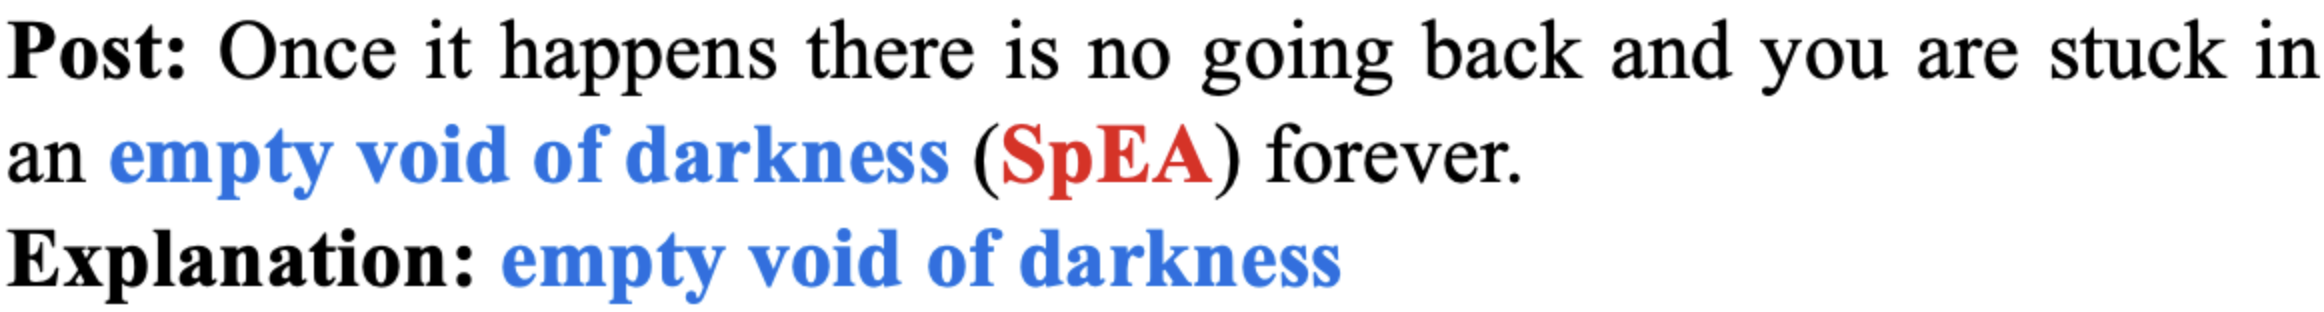 Post: Once it happens there is no going back and you are stuck in
an empty void of darkness (SpEA) forever.
Explanation: empty void of darkness